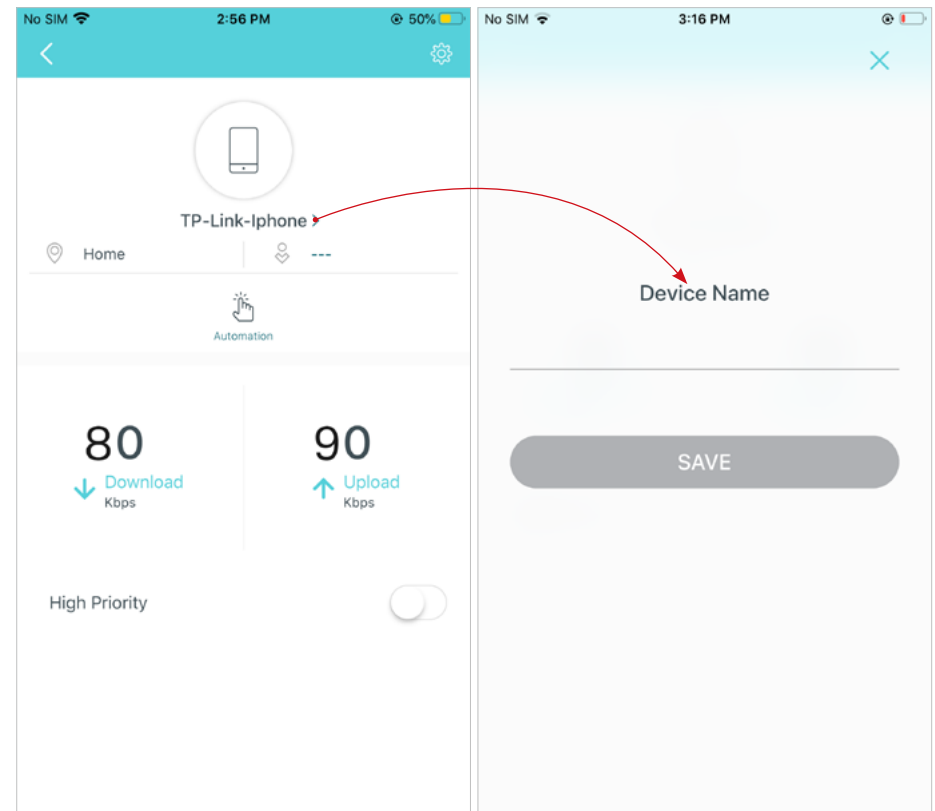 No SIM 2:56 PM 50%
TP-Link-Iphone >
Home ---
Automation
80 90
Download Upload
Kbps Kbps
High Priority
No SIM 3:16 PM
Device Name
SAVE